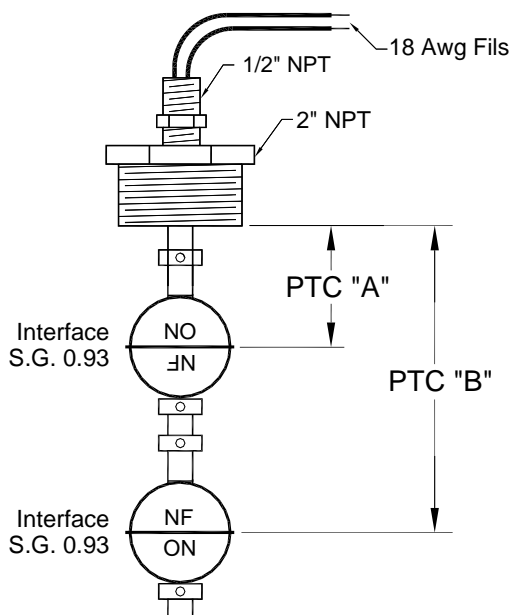 18 Awg Fils
1/2" NPT
2" NPT
PTC "A"
PTC "B"
Interface
S.G. 0.93
NO
NF
Interface
S.G. 0.93
NF
NO